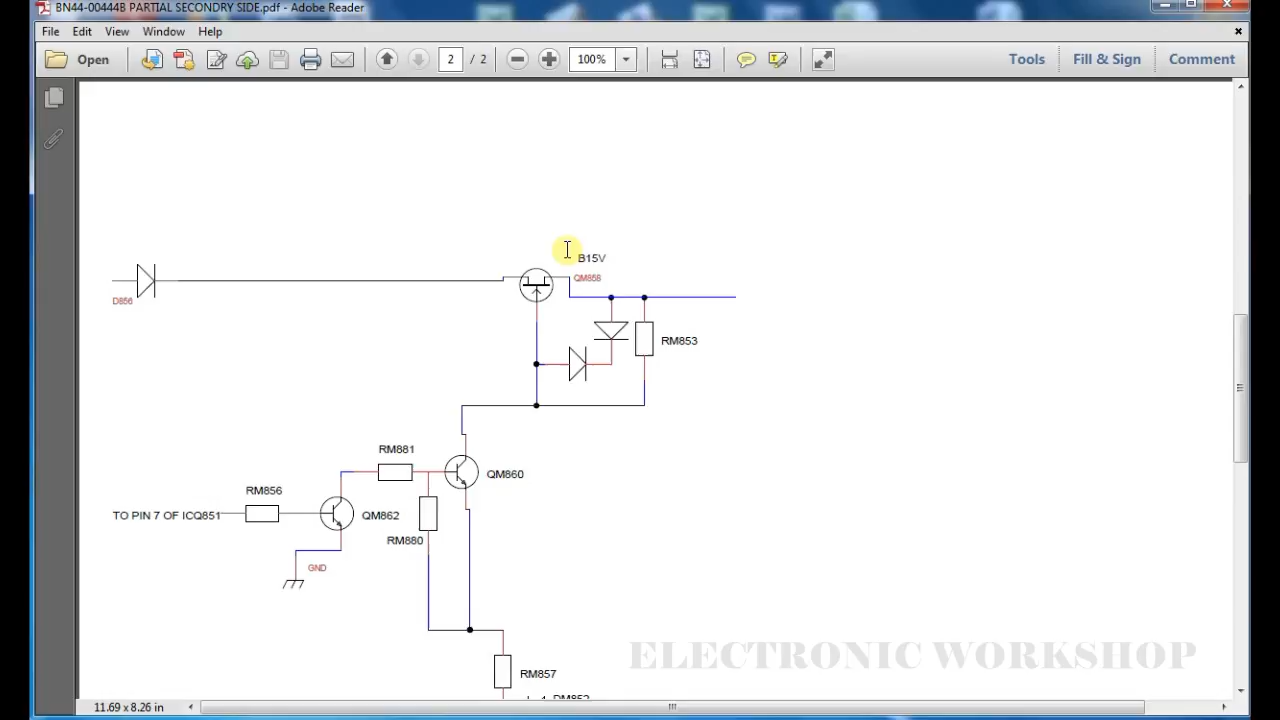 BN44-00444B PARTIAL SECONDRY SIDE.pdf - Adobe Reader
File Edit View Window Help
Open 2 / 2 100% Tools Fill & Sign Comment
B15V
QM858
D856
RM853
RM881
QM860
RM856
TO PIN 7 OF ICQ851
QM862
RM880
GND
ELECTRONIC WORKSHOP
RM857
DM852
11.69 x 8.26 in